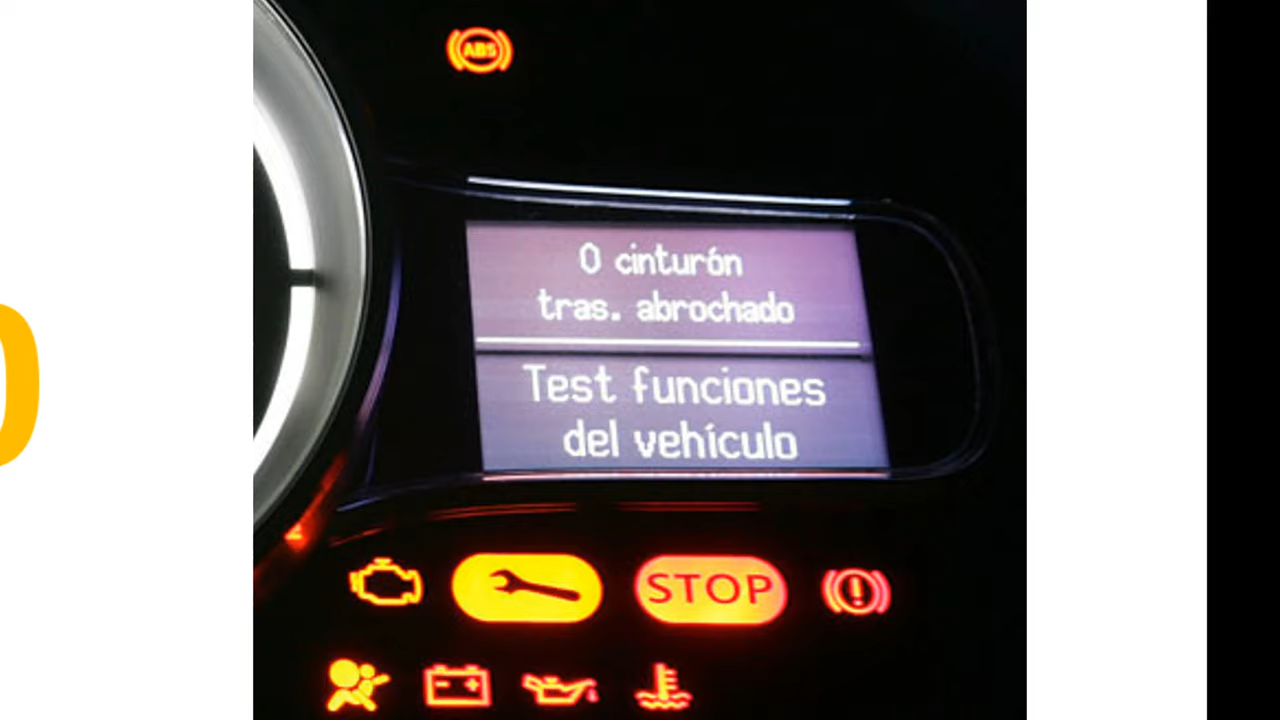 ABS
0 cinturón
tras. abrochado
Test funciones
del vehículo
STOP